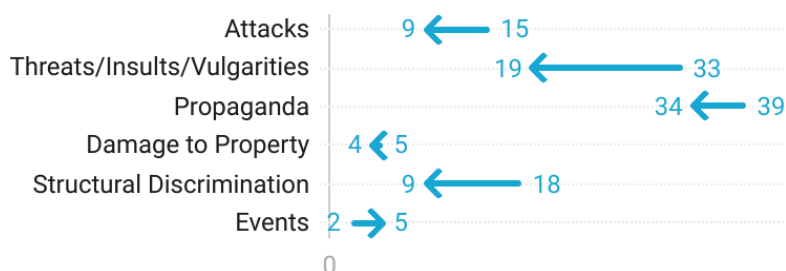 Attacks 9 15
Threats/Insults/Vulgarities 19 33
Propaganda 34 39
Damage to Property 4 5
Structural Discrimination 9 18
Events 2 5
0